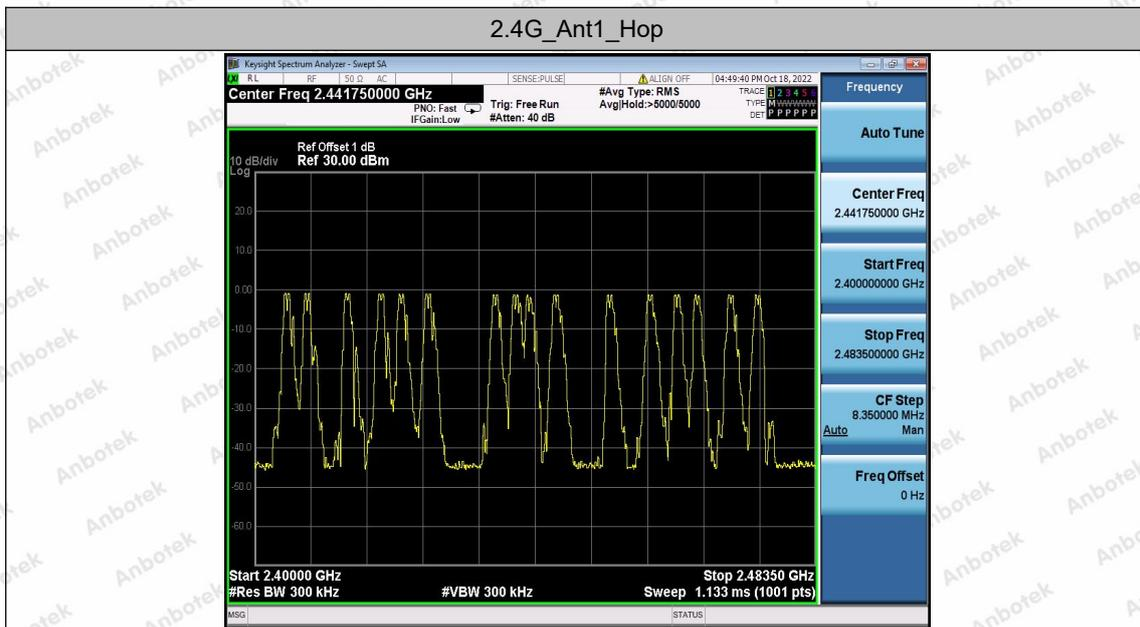 2.4G_Ant1_Hop
Keysight Spectrum Analyzer - Swept SA
RL RF 50 Ω AC SENSE:PULSE ALIGN OFF 04:49:40 PM Oct 18, 2022
Center Freq 2.441750000 GHz
PNO: Fast
IFGain:Low
Trig: Free Run
#Atten: 40 dB
#Avg Type: RMS
Avg|Hold:>5000/5000
TRACE 1 2 3 4 5 6
TYPE M WWWWW
DET P P P P P P
Ref Offset 1 dB
10 dB/div Ref 30.00 dBm
Log
20.0
10.0
0.00
-10.0
-20.0
-30.0
-40.0
-50.0
-60.0
Start 2.40000 GHz Stop 2.48350 GHz
#Res BW 300 kHz #VBW 300 kHz Sweep 1.133 ms (1001 pts)
MSG STATUS
Frequency
Auto Tune
Center Freq
2.441750000 GHz
Start Freq
2.400000000 GHz
Stop Freq
2.483500000 GHz
CF Step
8.350000 MHz
Auto Man
Freq Offset
0 Hz
Anbotek